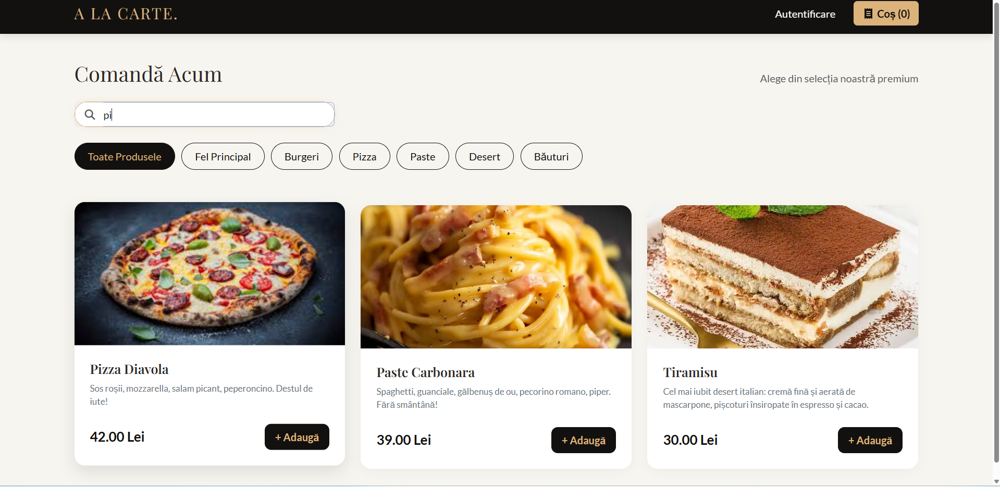 A LA CARTE.
Autentificare
Coș (0)
Comandă Acum
Alege din selecția noastră premium
pi
Toate Produsele
Fel Principal
Burgeri
Pizza
Paste
Desert
Băuturi
Pizza Diavola
Sos roșii, mozzarella, salam picant, peperoncino. Destul de
iute!
42.00 Lei
+ Adaugă
Paste Carbonara
Spaghetti, guanciale, gălbenuș de ou, pecorino romano, piper.
Fără smântână!
39.00 Lei
+ Adaugă
Tiramisu
Cel mai iubit desert italian: cremă fină și aerată de
mascarpone, pișcoturi însiropate în espresso și cacao.
30.00 Lei
+ Adaugă